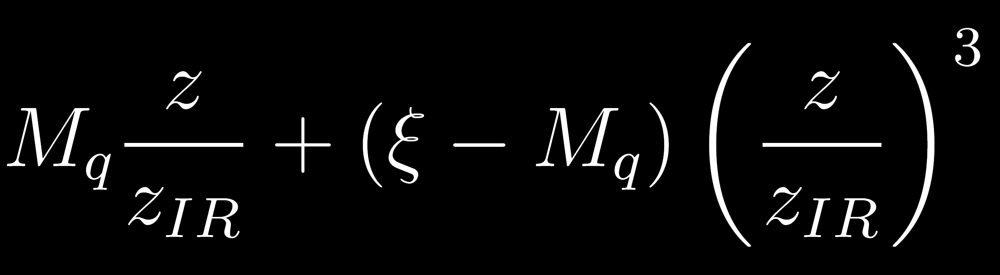 M_q \frac{z}{z_{IR}} + (\xi - M_q) \left( \frac{z}{z_{IR}} \right)^3